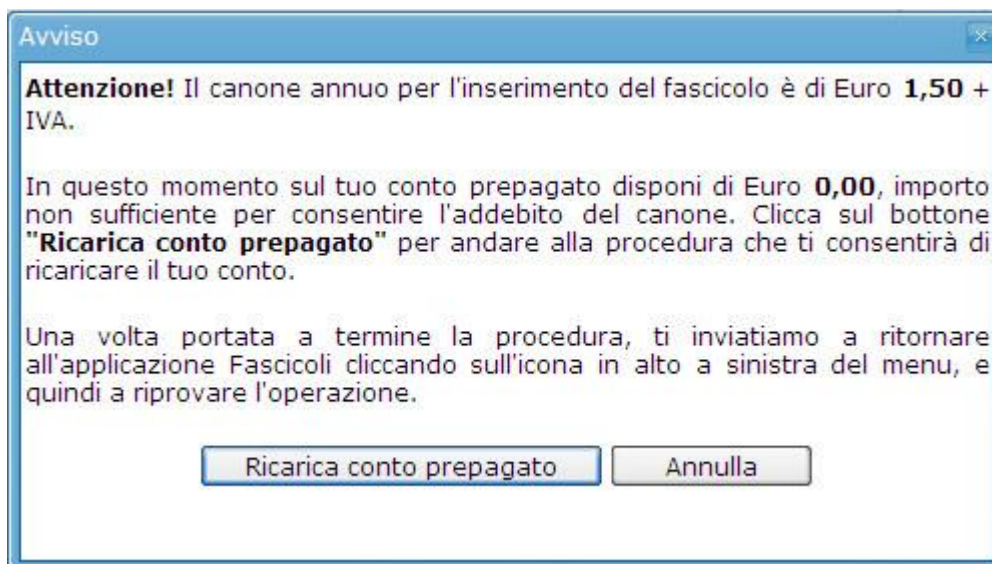 Avviso
Attenzione! Il canone annuo per l'inserimento del fascicolo è di Euro 1,50 +
IVA.
In questo momento sul tuo conto prepagato disponi di Euro 0,00, importo
non sufficiente per consentire l'addebito del canone. Clicca sul bottone
"Ricarica conto prepagato" per andare alla procedura che ti consentirà di
ricaricare il tuo conto.
Una volta portata a termine la procedura, ti inviatiamo a ritornare
all'applicazione Fascicoli cliccando sull'icona in alto a sinistra del menu, e
quindi a riprovare l'operazione.
Ricarica conto prepagato Annulla